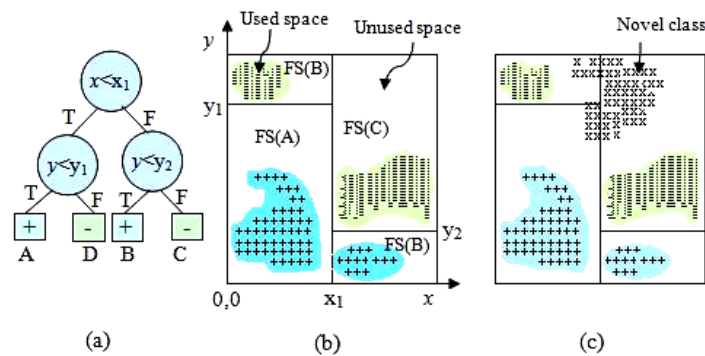 Used space
Unused space
Novel class
y
x<x1
FS(B)
y1
T
F
FS(A)
FS(C)
y<y1
y<y2
T
F
T
F
+
-
+
-
FS(B)
y2
A
D
B
C
0,0
x1
x
(a)
(b)
(c)